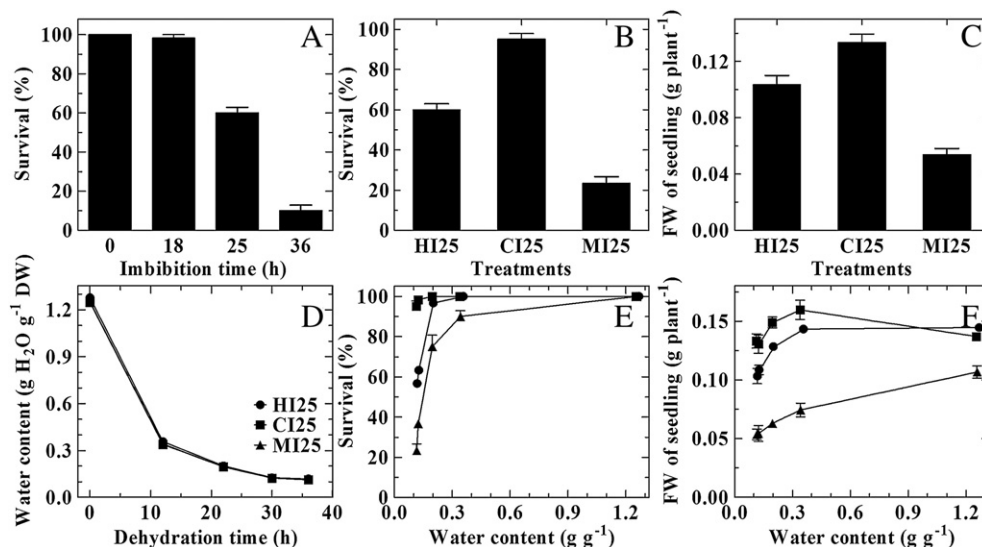 A
Survival (%)
100
80
60
40
20
0
0 18 25 36
Imbibition time (h)
B
Survival (%)
100
90
80
70
60
50
40
30
20
10
0
HI25 CI25 MI25
Treatments
C
FW of seedling (g plant⁻¹)
0.12
0.08
0.04
0.00
HI25 CI25 MI25
Treatments
D
Water content (g H₂O g⁻¹ DW)
1.2
0.9
0.6
0.3
0.0
HI25
CI25
MI25
0 10 20 30 40
Dehydration time (h)
E
Survival (%)
100
80
60
40
20
0
0.0 0.3 0.6 0.9 1.2
Water content (g g⁻¹)
F
FW of seedling (g plant⁻¹)
0.15
0.10
0.05
0.00
0.0 0.3 0.6 0.9 1.2
Water content (g g⁻¹)